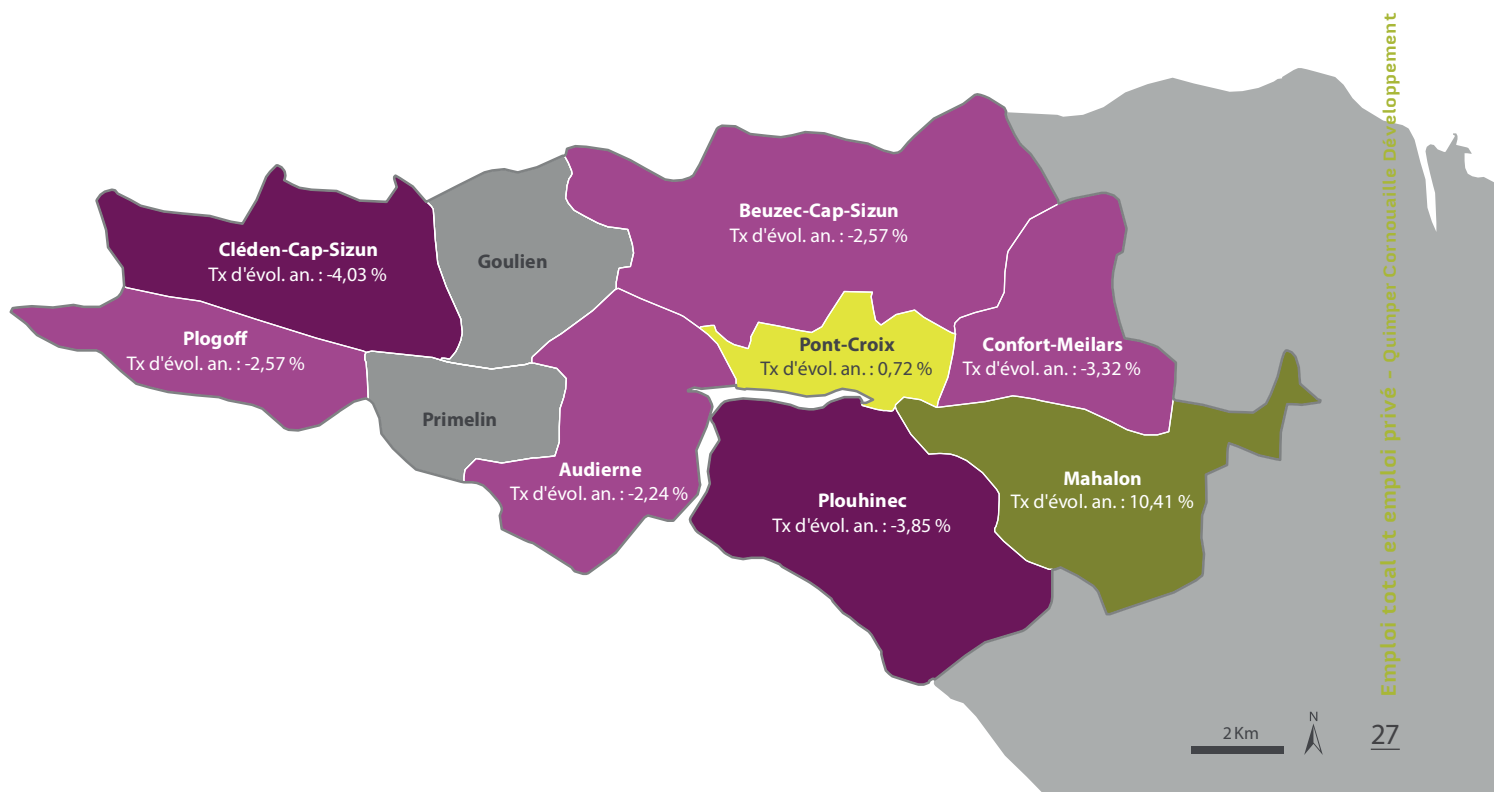 Beuzec-Cap-Sizun
Tx d'évol. an. : -2,57 %
Cléden-Cap-Sizun
Tx d'évol. an. : -4,03 %
Goulien
Plogoff
Tx d'évol. an. : -2,57 %
Pont-Croix
Tx d'évol. an. : 0,72 %
Confort-Meilars
Tx d'évol. an. : -3,32 %
Primelin
Audierne
Tx d'évol. an. : -2,24 %
Plouhinec
Tx d'évol. an. : -3,85 %
Mahalon
Tx d'évol. an. : 10,41 %
Emploi total et emploi privé - Quimper Cornouaille Développement
2 Km
N
27